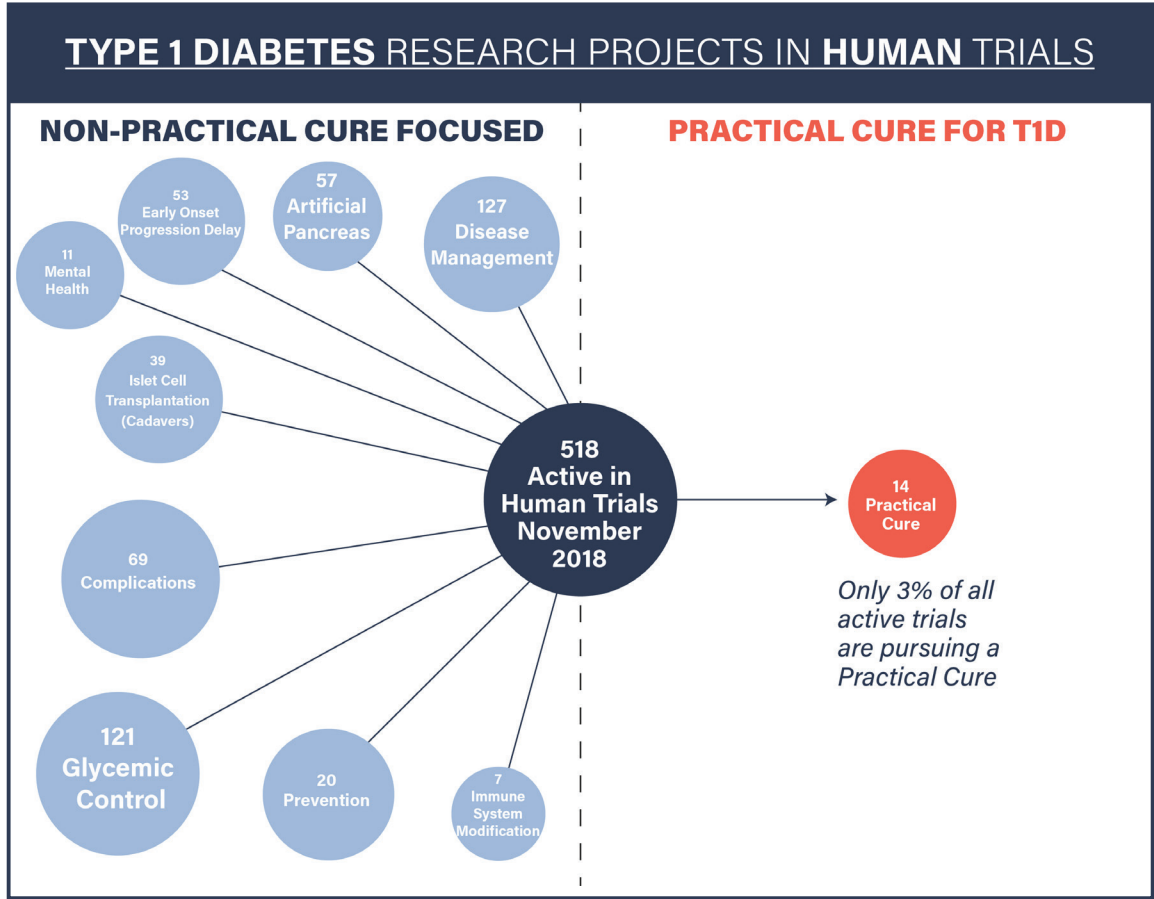 TYPE 1 DIABETES RESEARCH PROJECTS IN HUMAN TRIALS
NON-PRACTICAL CURE FOCUSED
PRACTICAL CURE FOR T1D
53
Early Onset
Progression Delay
57
Artificial
Pancreas
127
Disease
Management
11
Mental
Health
39
Islet Cell
Transplantation
(Cadavers)
518
Active in
Human Trials
November
2018
14
Practical
Cure
Only 3% of all
active trials
are pursuing a
Practical Cure
69
Complications
121
Glycemic
Control
20
Prevention
7
Immune
System
Modification